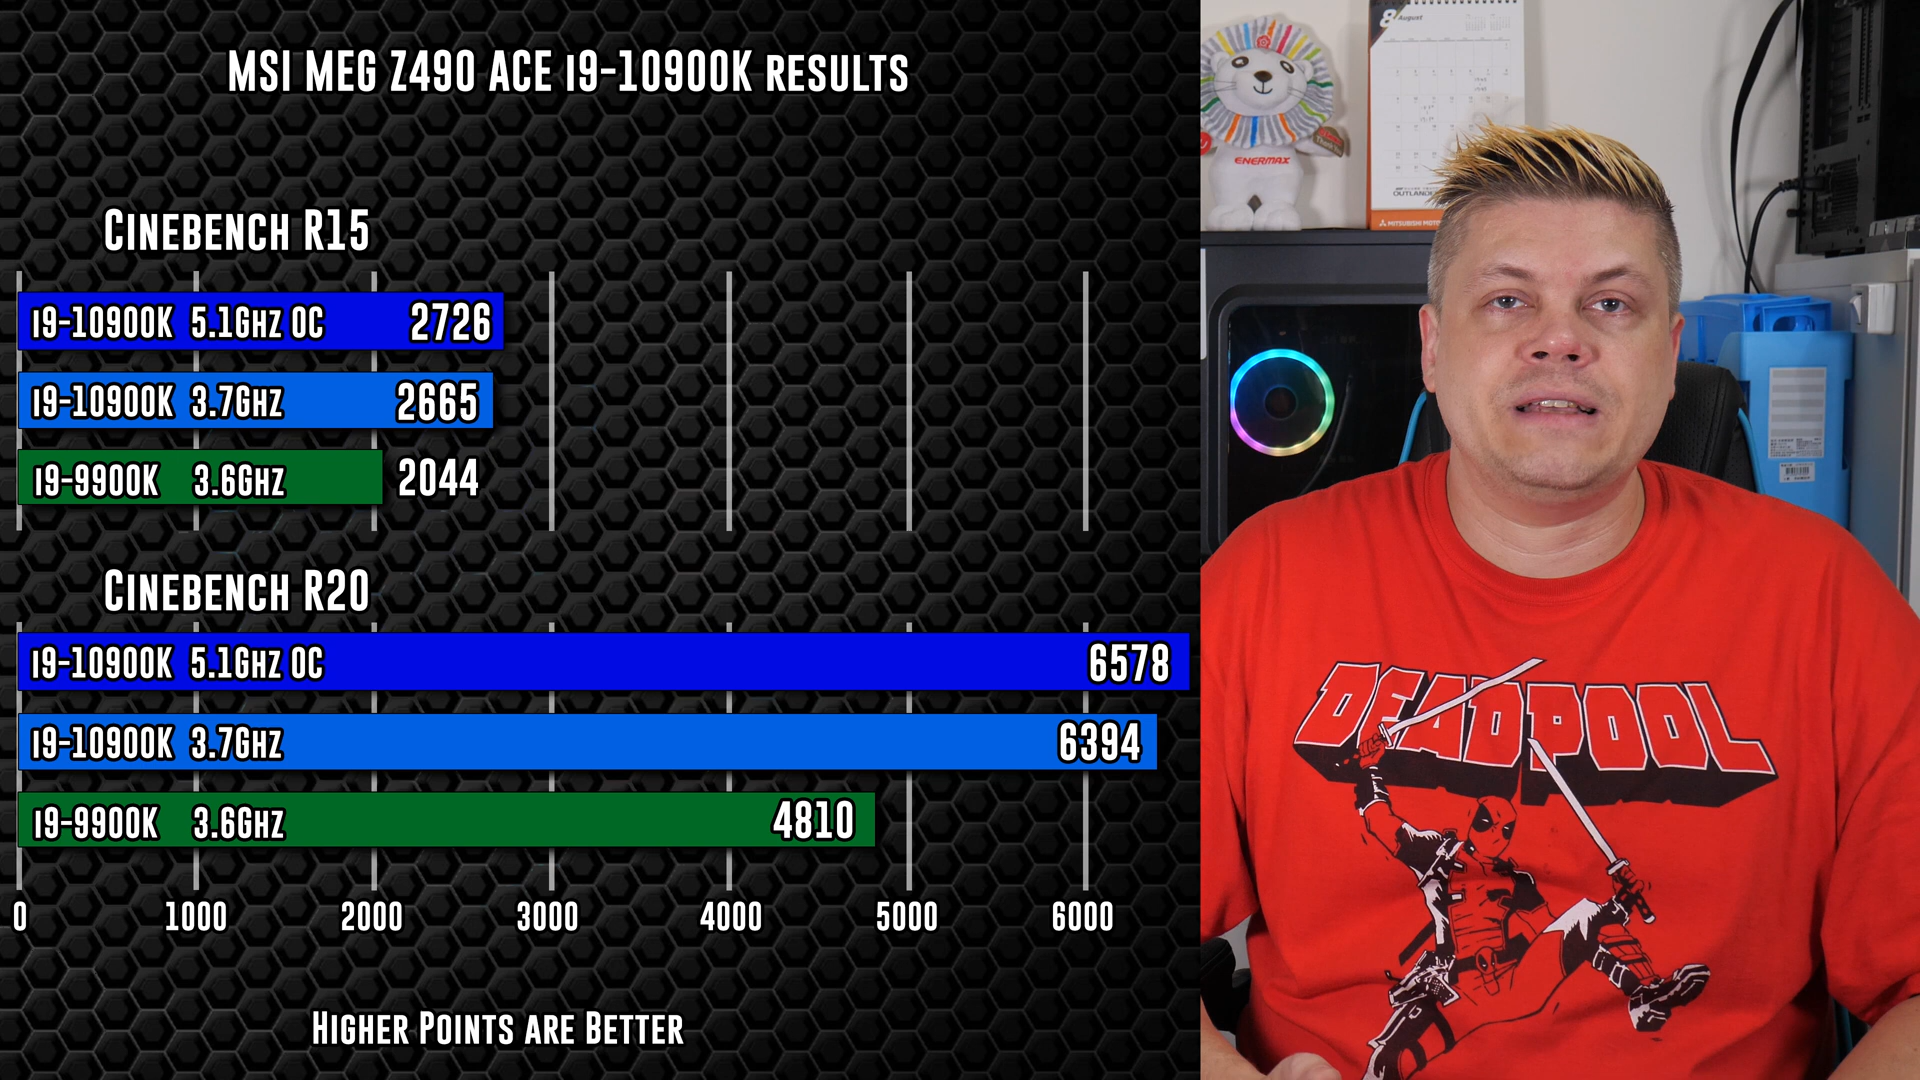 MSI MEG Z490 ACE i9-10900K RESULTS
CINEBENCH R15
i9-10900K 5.1GHz OC 2726
i9-10900K 3.7GHz 2665
i9-9900K 3.6GHz 2044
CINEBENCH R20
i9-10900K 5.1GHz OC 6578
i9-10900K 3.7GHz 6394
i9-9900K 3.6GHz 4810
0 1000 2000 3000 4000 5000 6000
HIGHER POINTS ARE BETTER
8 August
ENERMAX
DEADPOOL